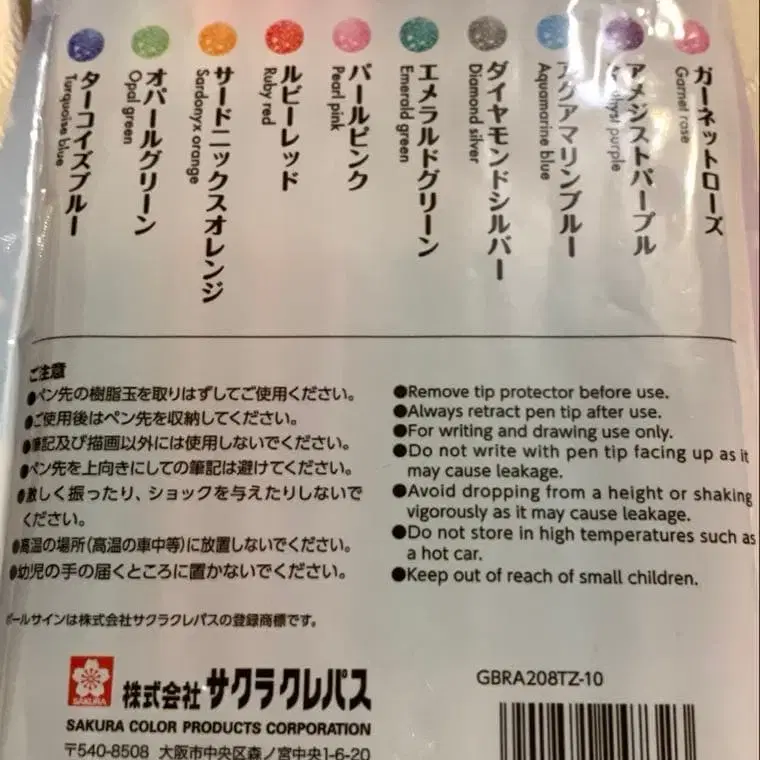 ガーネットローズ
Garnet rose
アメジストパープル
purple
アクアマリンブルー
Aquamarine blue
ダイヤモンドシルバー
Diamond silver
エメラルドグリーン
Emerald green
パールピンク
Pearl pink
ルビーレッド
Ruby red
サードニックスオレンジ
Sardonyx orange
オパールグリーン
Opal green
ターコイズブルー
Turquoise blue
ご注意
●ペン先の樹脂玉を取りはずしてご使用ください。
●ご使用後はペン先を収納してください。
●筆記及び描画以外には使用しないでください。
●ペン先を上向きにしての筆記は避けてください。
●激しく振ったり、ショックを与えたりしないで
ください。
●高温の場所(高温の車中等)に放置しないでください。
●幼児の手の届くところに置かないでください。
ボールサインは株式会社サクラクレパスの登録商標です。
●Remove tip protector before use.
●Always retract pen tip after use.
●For writing and drawing use only.
●Do not write with pen tip facing up as it
may cause leakage.
●Avoid dropping from a height or shaking
vigorously as it may cause leakage.
●Do not store in high temperatures such as
a hot car.
●Keep out of reach of small children.
SAKURA
株式会社サクラクレパス
SAKURA COLOR PRODUCTS CORPORATION
〒540-8508 大阪市中央区森ノ宮中央1-6-20
GBRA208TZ-10